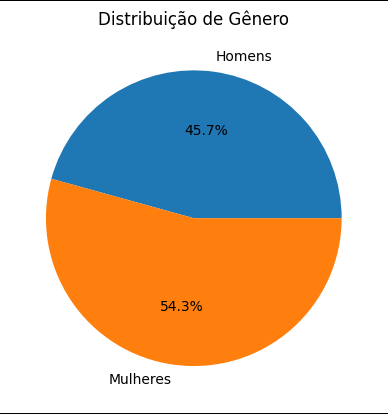 Distribuição de Gênero
Homens
45.7%
54.3%
Mulheres